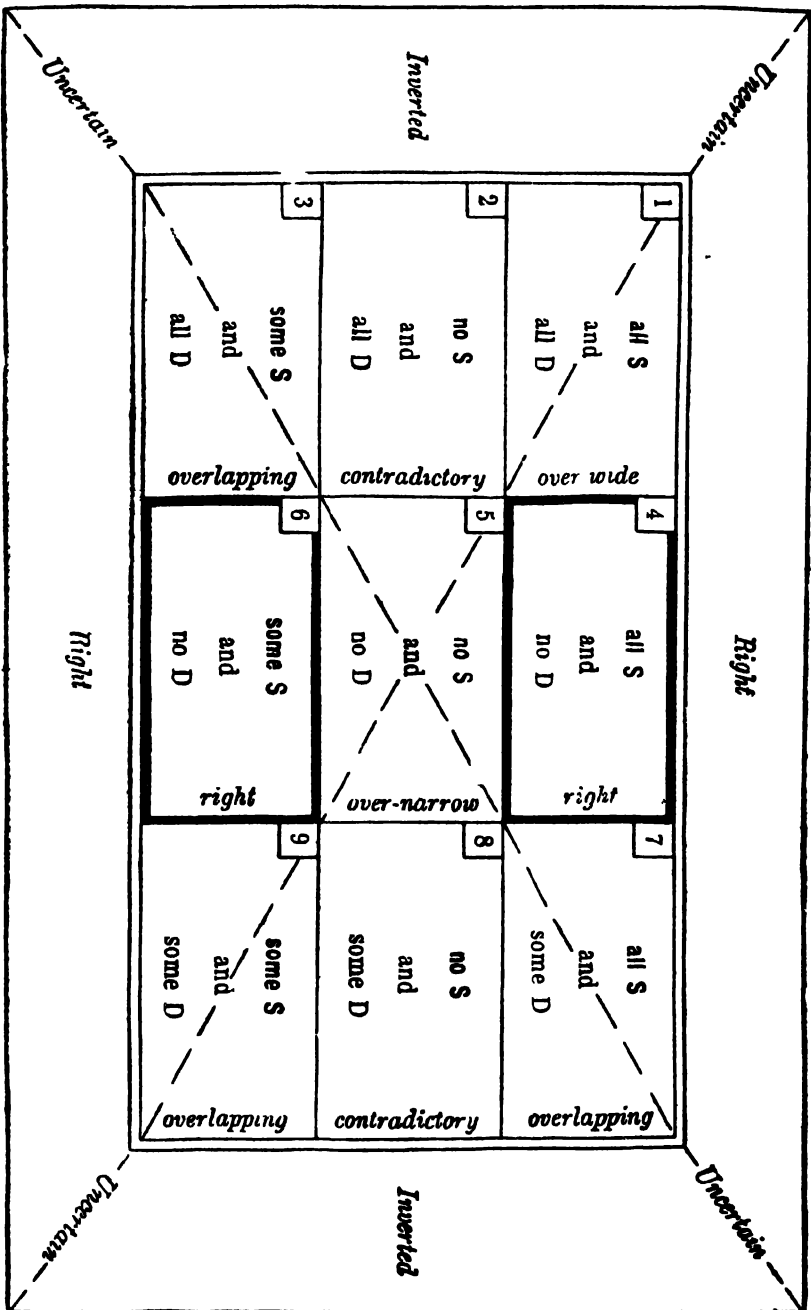 Uncertain
Right
Uncertain
1
all S
and
all D
over wide
4
all S
and
no D
right
7
all S
and
some D
overlapping
Inverted
2
no S
and
all D
contradictory
5
no S
and
no D
over-narrow
8
no S
and
some D
contradictory
Inverted
3
some S
and
all D
overlapping
6
some S
and
no D
right
9
some S
and
some D
overlapping
Uncertain
Right
Uncertain